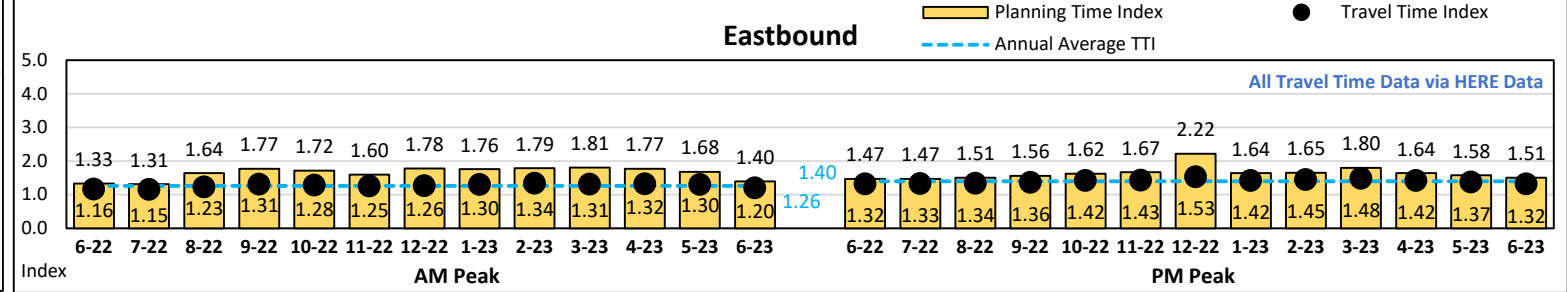 Planning Time Index
Travel Time Index
Annual Average TTI
Eastbound
All Travel Time Data via HERE Data
5.0
4.0
3.0
2.0
1.0
0.0
1.33 1.31 1.64 1.77 1.72 1.60 1.78 1.76 1.79 1.81 1.77 1.68 1.40
1.16 1.15 1.23 1.31 1.28 1.25 1.26 1.30 1.34 1.31 1.32 1.30 1.20
1.40
1.26
1.47 1.47 1.51 1.56 1.62 1.67 2.22 1.64 1.65 1.80 1.64 1.58 1.51
1.32 1.33 1.34 1.36 1.42 1.43 1.53 1.42 1.45 1.48 1.42 1.37 1.32
6-22 7-22 8-22 9-22 10-22 11-22 12-22 1-23 2-23 3-23 4-23 5-23 6-23
6-22 7-22 8-22 9-22 10-22 11-22 12-22 1-23 2-23 3-23 4-23 5-23 6-23
Index
AM Peak
PM Peak